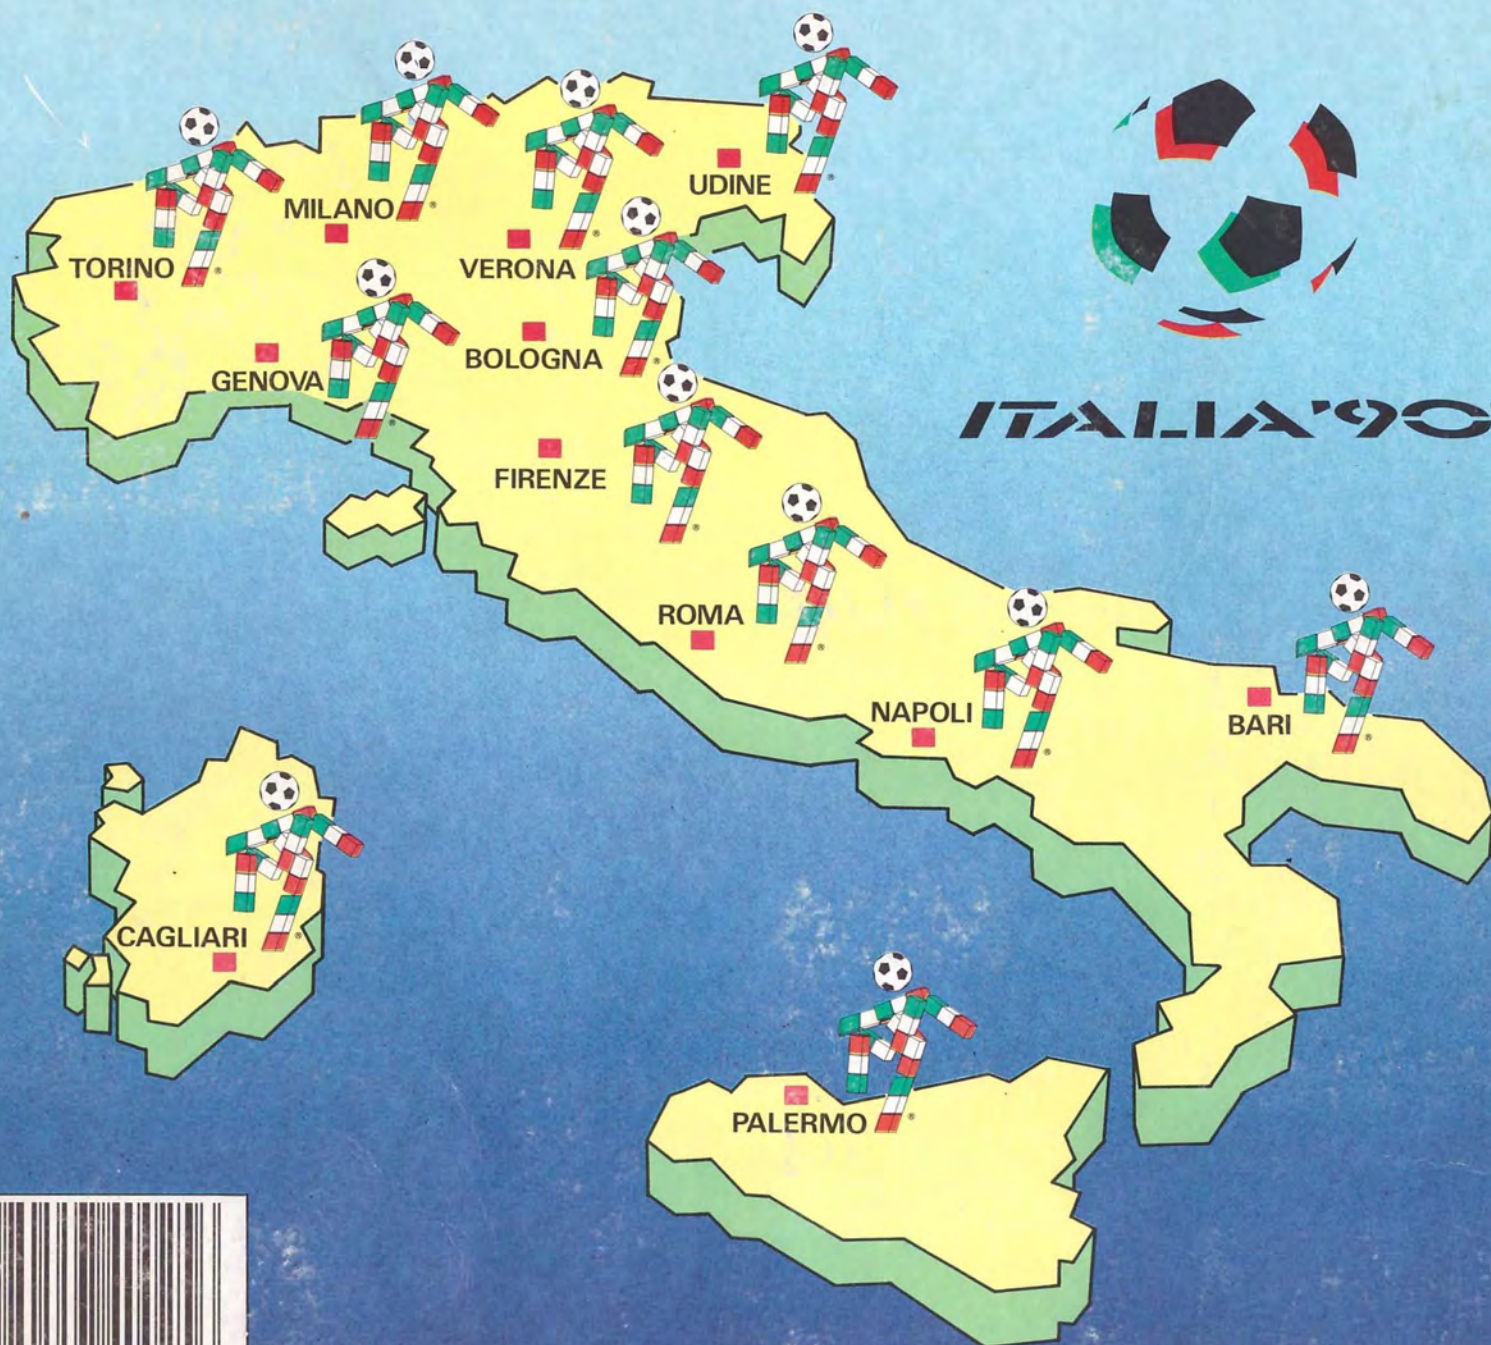 UDINE
MILANO
VERONA
TORINO
BOLOGNA
GENOVA
ITALIA'90
FIRENZE
ROMA
NAPOLI
BARI
CAGLIARI
PALERMO